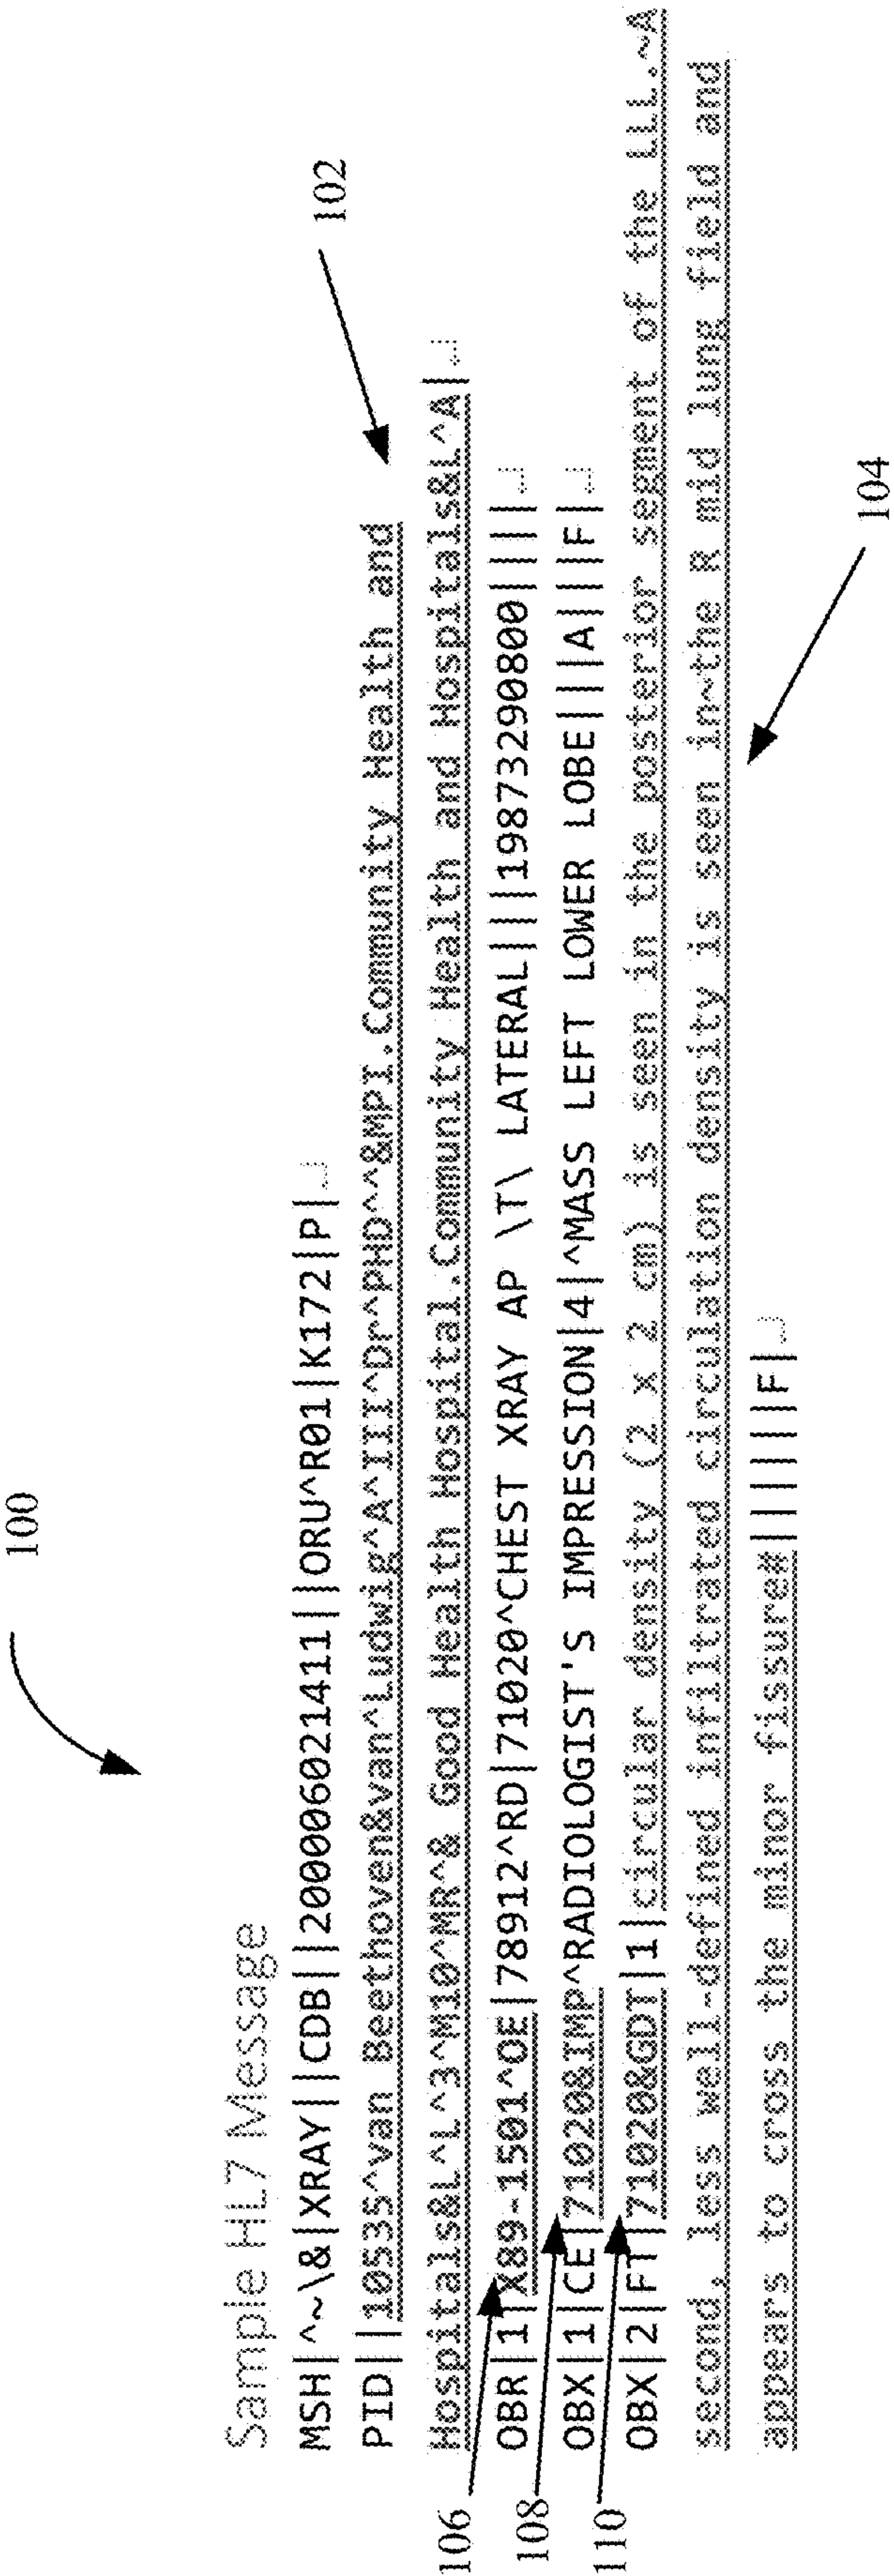 100
Sample HL7 Message
MSH|^~\&|XRAY||CDB||200006021411||ORU^R01|K172|P|
PID|||10535^van Beethoven&van^Ludwig^A^III^Dr^PHD^^&MPI.Community Health and
102
Hospitals&L^L^3^M10^MR^& Good Health Hospital.Community Health and Hospitals&L^A|
106
OBR|1|X89-1501^OE|78912^RD|71020^CHEST XRAY AP \T\ LATERAL|||19873290800||||
108
OBX|1|CE|71020&IMP^RADIOLOGIST'S IMPRESSION|4|^MASS LEFT LOWER LOBE|||A|||F|
110
OBX|2|FT|71020&GDT|1|circular density (2 x 2 cm) is seen in the posterior segment of the LLL.~A
second, less well-defined infiltrated circulation density is seen in~the R mid lung field and
104
appears to cross the minor fissure#||||||F|